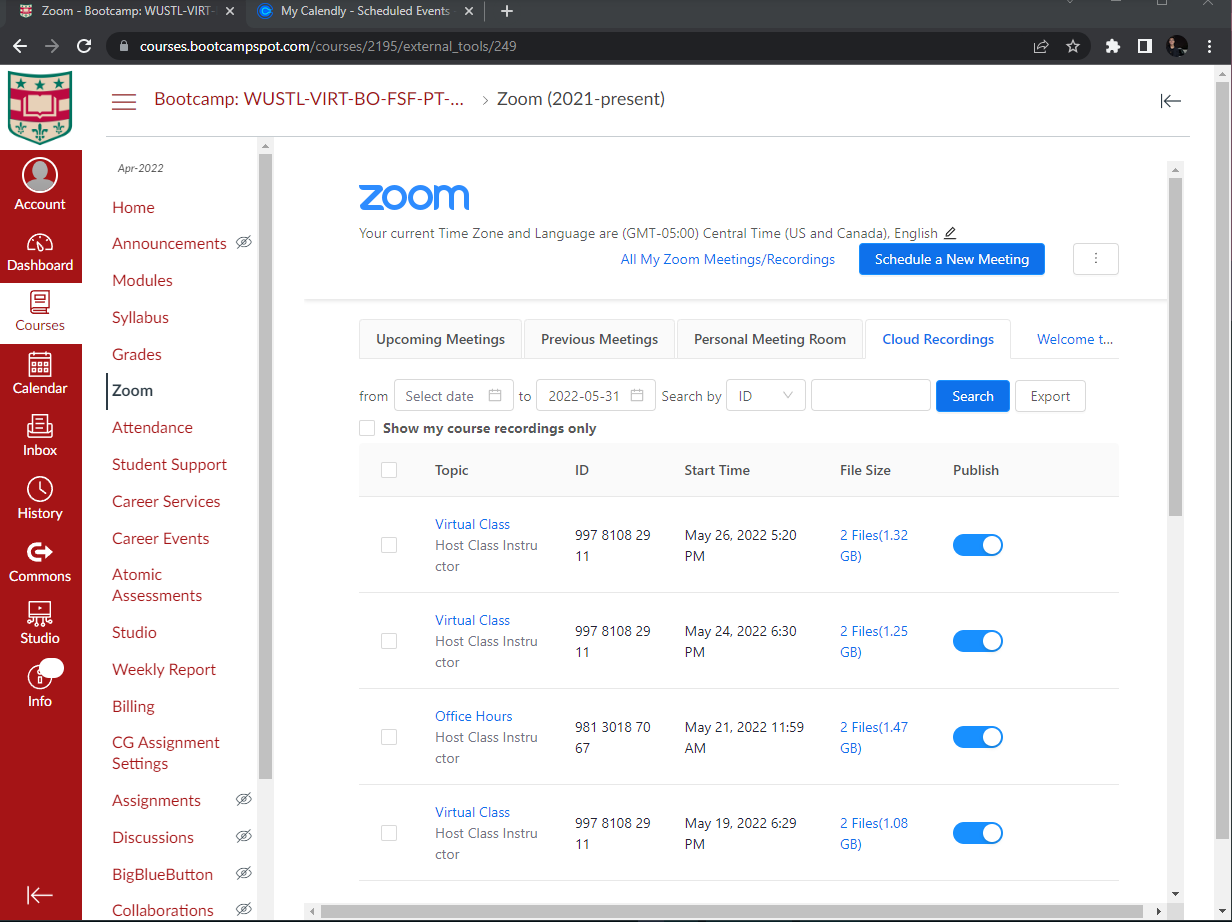 Zoom - Bootcamp: WUSTL-VIRT-
My Calendly - Scheduled Events -
courses.bootcampspot.com/courses/2195/external_tools/249
Bootcamp: WUSTL-VIRT-BO-FSF-PT-... > Zoom (2021-present)
Account
Dashboard
Courses
Calendar
Inbox
History
Commons
Studio
Info
Apr-2022
Home
Announcements
Modules
Syllabus
Grades
Zoom
Attendance
Student Support
Career Services
Career Events
Atomic
Assessments
Studio
Weekly Report
Billing
CG Assignment
Settings
Assignments
Discussions
BigBlueButton
Collaborations
zoom
Your current Time Zone and Language are (GMT-05:00) Central Time (US and Canada), English
All My Zoom Meetings/Recordings Schedule a New Meeting
Upcoming Meetings Previous Meetings Personal Meeting Room Cloud Recordings Welcome t...
from Select date to 2022-05-31 Search by ID Search Export
Show my course recordings only
Topic ID Start Time File Size Publish
Virtual Class
Host Class Instru
ctor
997 8108 29
11
May 26, 2022 5:20
PM
2 Files(1.32
GB)
Virtual Class
Host Class Instru
ctor
997 8108 29
11
May 24, 2022 6:30
PM
2 Files(1.25
GB)
Office Hours
Host Class Instru
ctor
981 3018 70
67
May 21, 2022 11:59
AM
2 Files(1.47
GB)
Virtual Class
Host Class Instru
ctor
997 8108 29
11
May 19, 2022 6:29
PM
2 Files(1.08
GB)